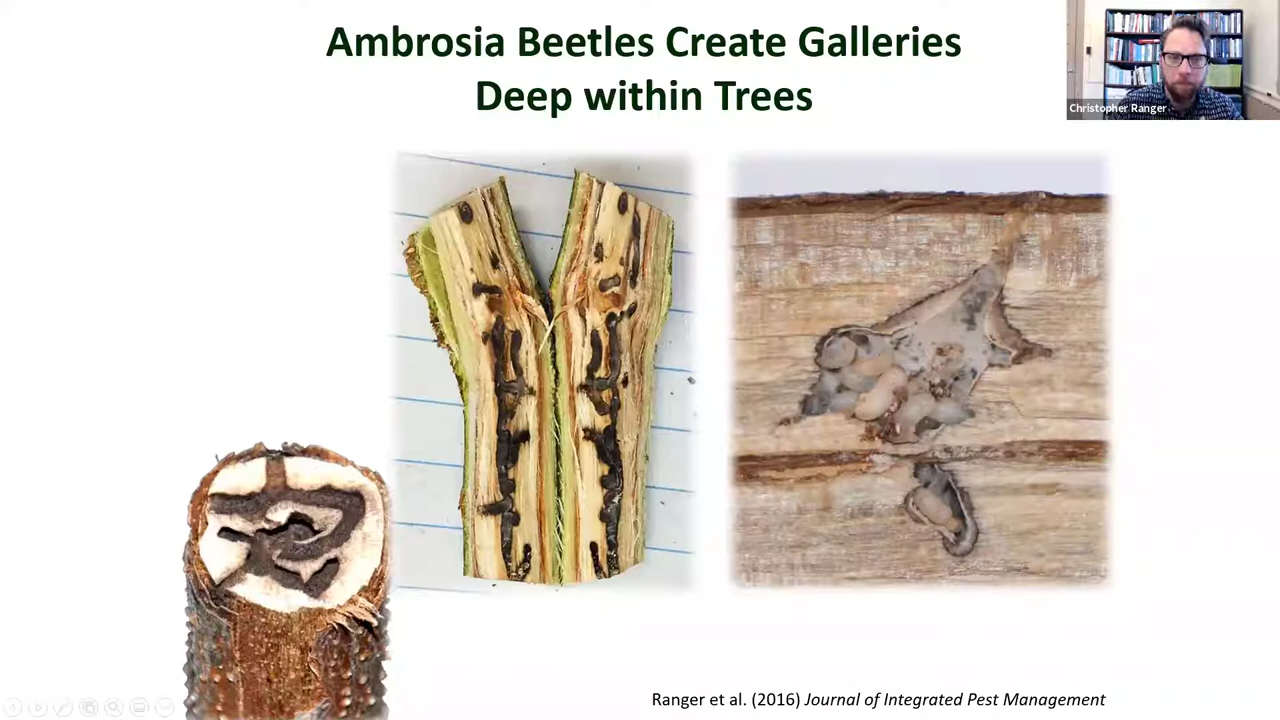 Ambrosia Beetles Create Galleries
Deep within Trees
Christopher Ranger
Ranger et al. (2016) Journal of Integrated Pest Management